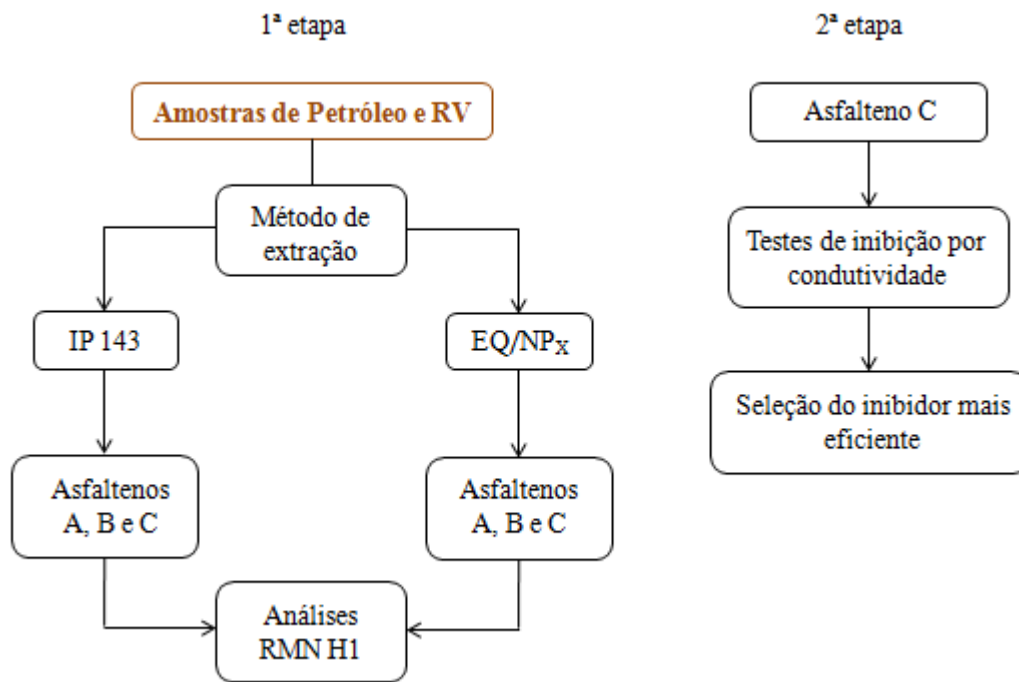 1ª etapa
Amostras de Petróleo e RV
Método de
extração
IP 143
EQ/NPX
Asfaltenos
A, B e C
Asfaltenos
A, B e C
Análises
RMN H1
2ª etapa
Asfalteno C
Testes de inibição por
condutividade
Seleção do inibidor mais
eficiente